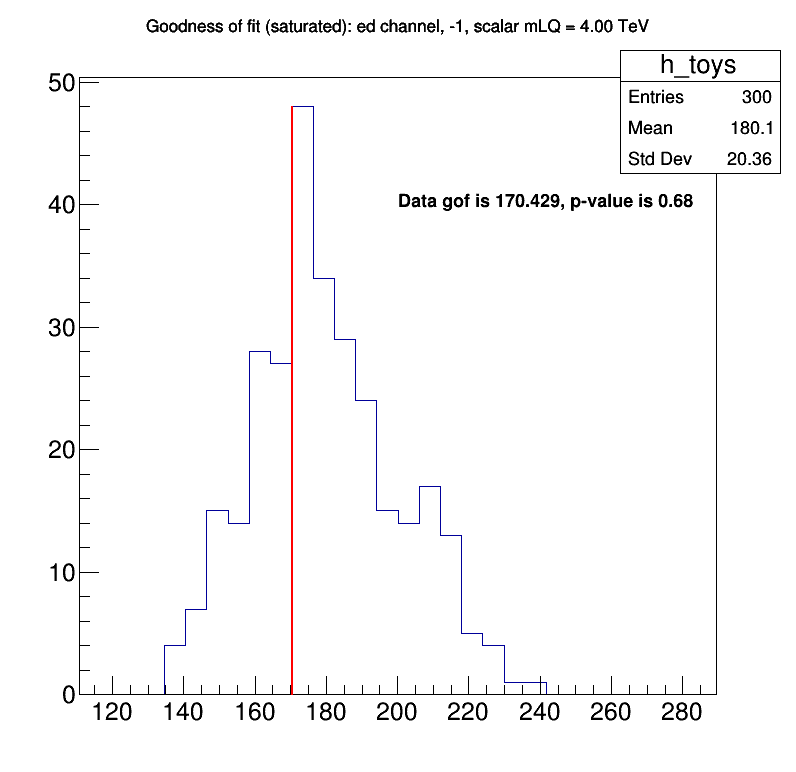 Goodness of fit (saturated): ed channel, -1, scalar mLQ = 4.00 TeV
h_toys
Entries 300
Mean 180.1
Std Dev 20.36
Data gof is 170.429, p-value is 0.68
50
40
30
20
10
0
120 140 160 180 200 220 240 260 280